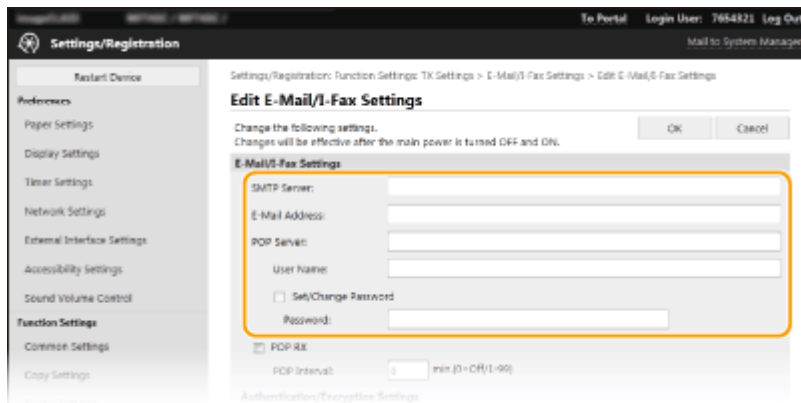 To Portal Login User: 7654321 Log Out
Settings/Registration
Mail to System Manager
Restart Device
Preferences
Paper Settings
Display Settings
Timer Settings
Network Settings
External Interface Settings
Accessibility Settings
Sound Volume Control
Function Settings
Common Settings
Copy Settings
Settings/Registration: Function Settings: TX Settings > E-Mail/I-Fax Settings > Edit E-Mail/I-Fax Settings
Edit E-Mail/I-Fax Settings
Change the following settings.
Changes will be effective after the main power is turned OFF and ON.
OK Cancel
E-Mail/I-Fax Settings
SMTP Server:
E-Mail Address:
POP Server:
User Name:
Set/Change Password
Password:
POP RX
POP Interval: 0 min.(0=Off/1-99)
Authentication/Encryption Settings